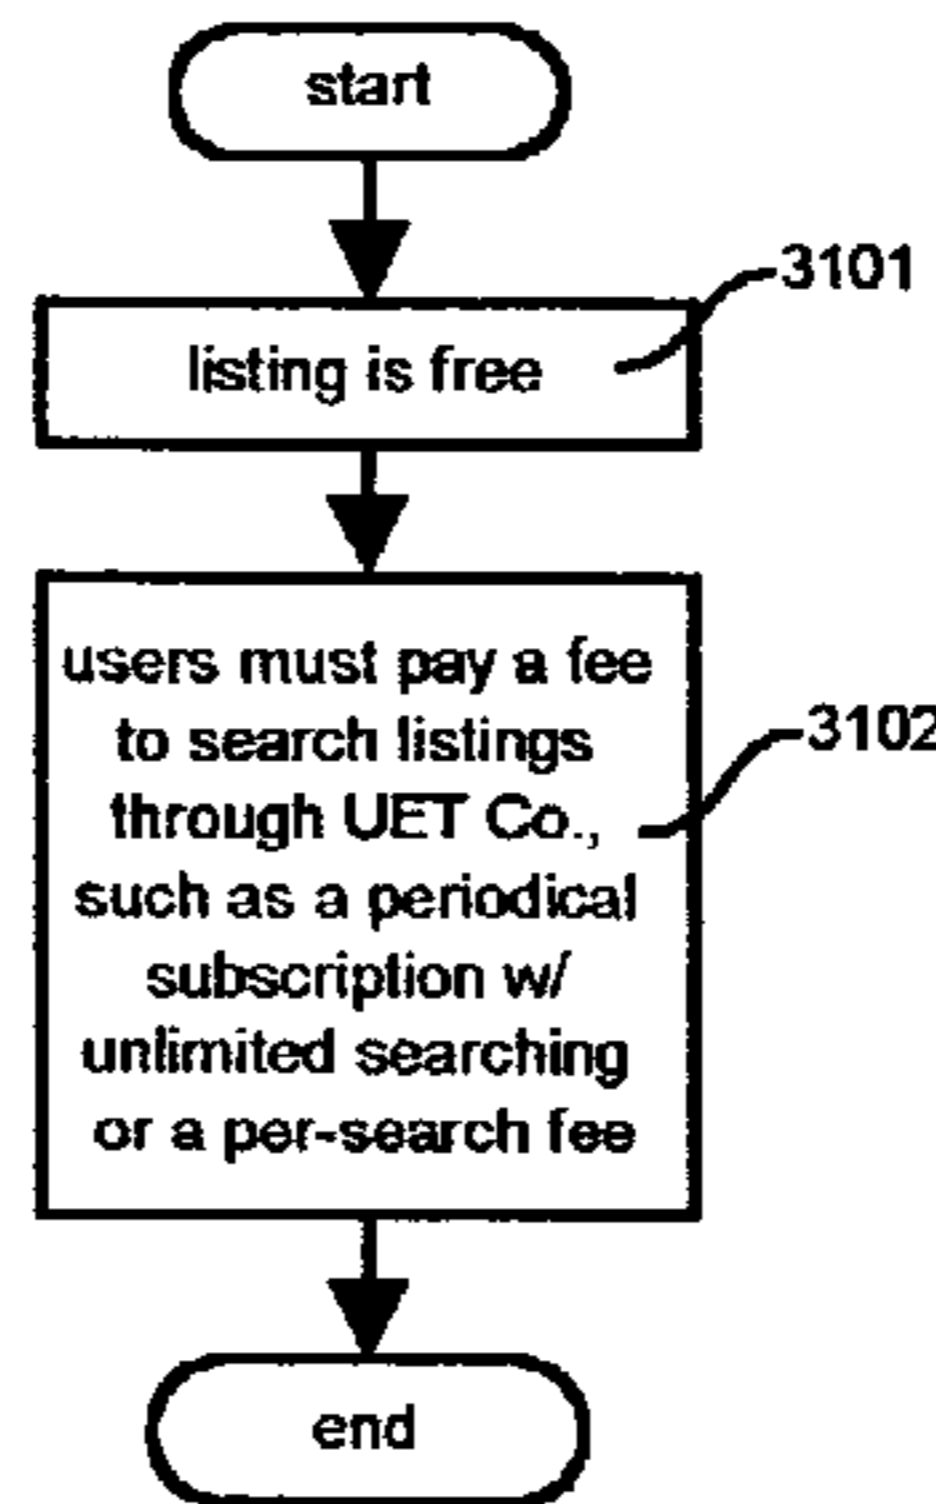 start
3101
listing is free
users must pay a fee
to search listings
3102
through UET Co.,
such as a periodical
subscription w/
unlimited searching
or a per-search fee
end